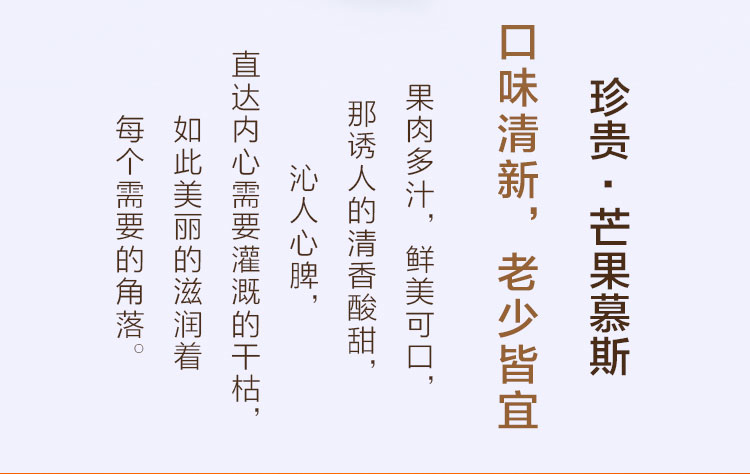 珍贵·芒果慕斯
口味清新，老少皆宜
果肉多汁，鲜美可口，
那诱人的清香酸甜，
沁人心脾，
直达内心需要灌溉的干枯，
如此美丽的滋润着
每个需要的角落。